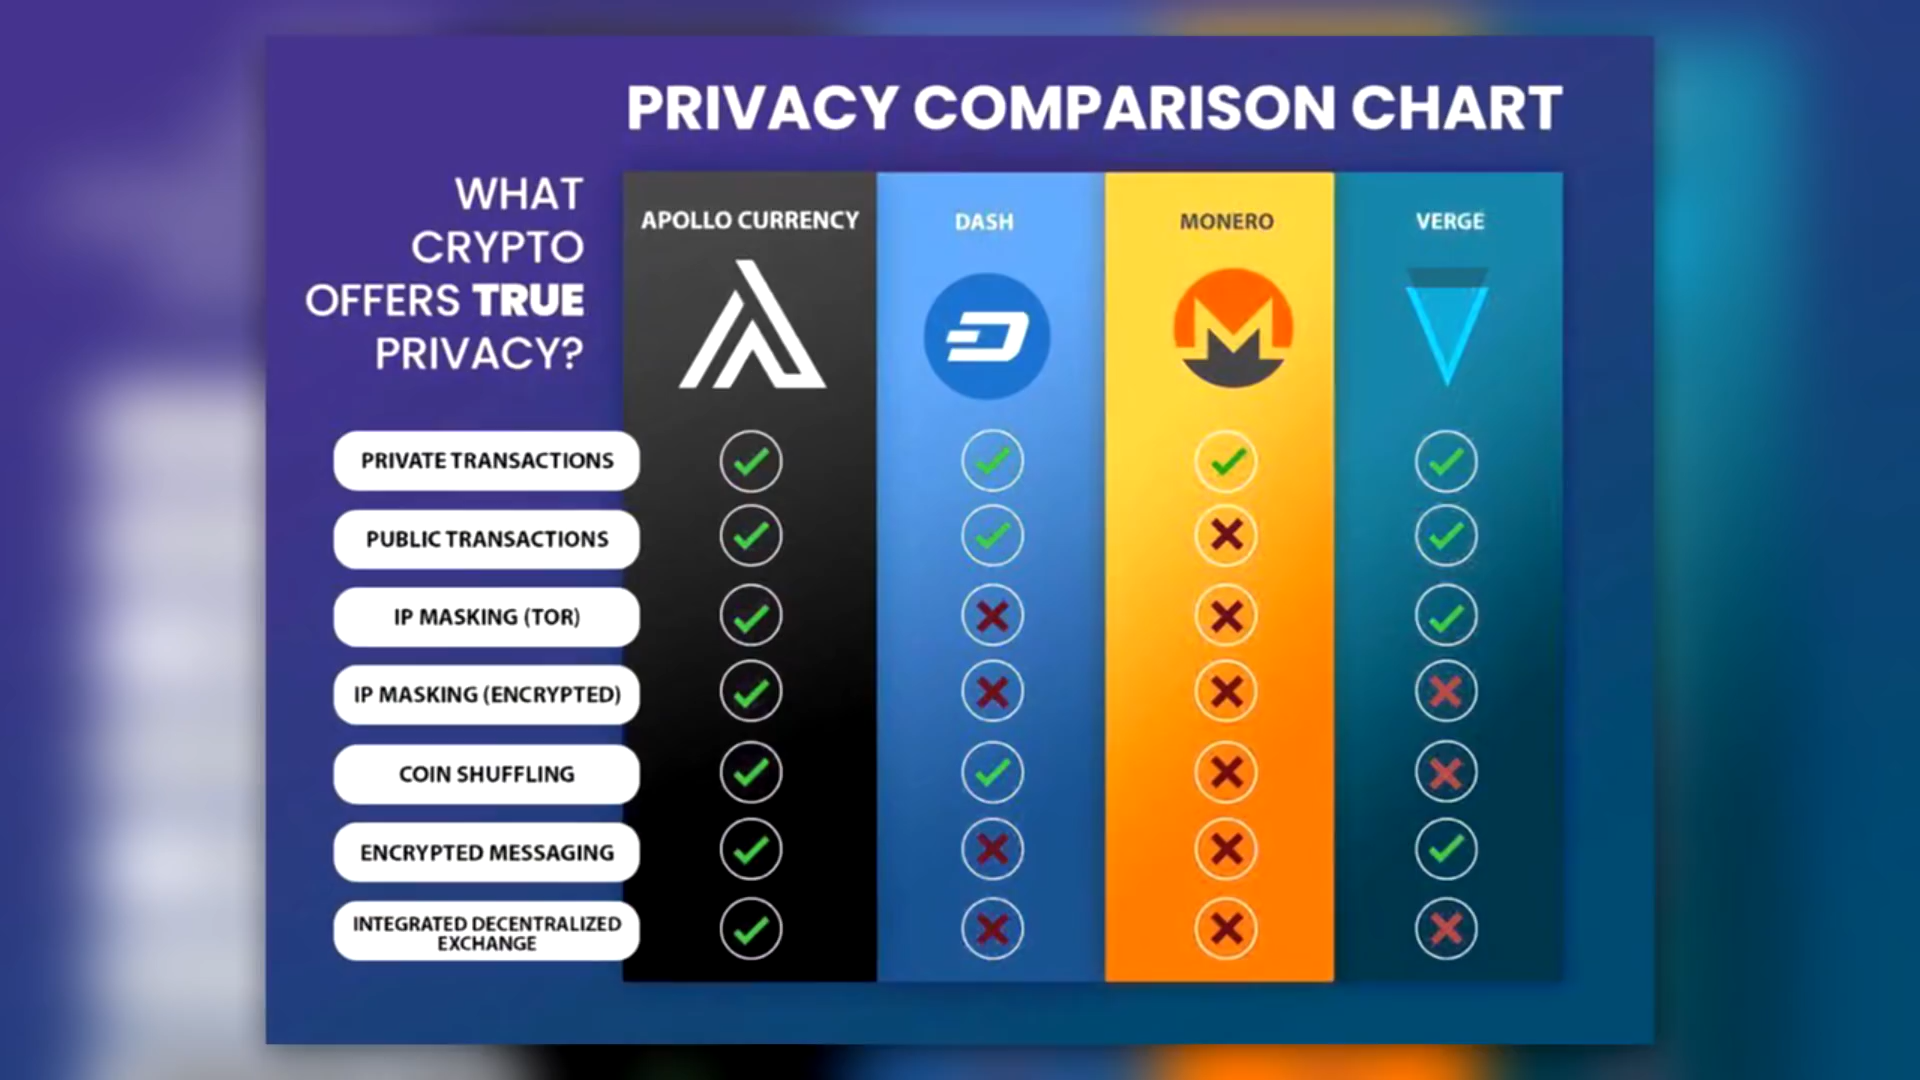 PRIVACY COMPARISON CHART
WHAT
CRYPTO
OFFERS TRUE
PRIVACY?
APOLLO CURRENCY
DASH
MONERO
VERGE
PRIVATE TRANSACTIONS
PUBLIC TRANSACTIONS
IP MASKING (TOR)
IP MASKING (ENCRYPTED)
COIN SHUFFLING
ENCRYPTED MESSAGING
INTEGRATED DECENTRALIZED
EXCHANGE